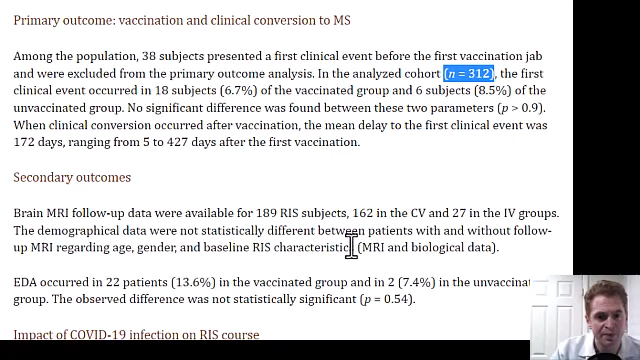 Primary outcome: vaccination and clinical conversion to MS
Among the population, 38 subjects presented a first clinical event before the first vaccination jab
and were excluded from the primary outcome analysis. In the analyzed cohort (n = 312), the first
clinical event occurred in 18 subjects (6.7%) of the vaccinated group and 6 subjects (8.5%) of the
unvaccinated group. No significant difference was found between these two parameters (p > 0.9).
When clinical conversion occurred after vaccination, the mean delay to the first clinical event was
172 days, ranging from 5 to 427 days after the first vaccination.
Secondary outcomes
Brain MRI follow-up data were available for 189 RIS subjects, 162 in the CV and 27 in the IV groups.
The demographical data were not statistically different between patients with and without follow-
up MRI regarding age, gender, and baseline RIS characteristics (MRI and biological data).
EDA occurred in 22 patients (13.6%) in the vaccinated group and in 2 (7.4%) in the unvaccinat
group. The observed difference was not statistically significant (p = 0.54).
Impact of COVID-19 infection on RIS course